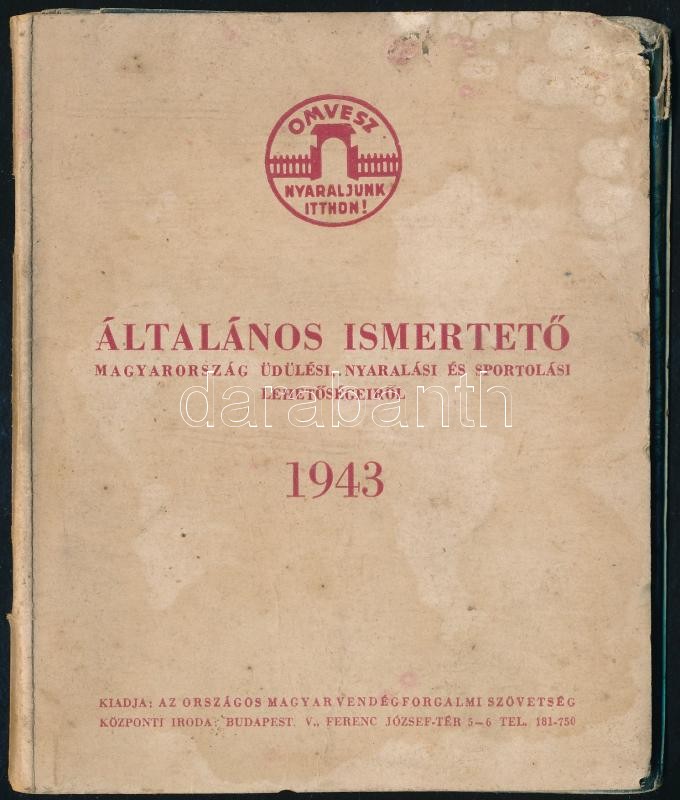 OMVESZ
NYARALJUNK
ITTHON!
ÁLTALÁNOS ISMERTETŐ
MAGYARORSZÁG ÜDÜLÉSI, NYARALÁSI ÉS SPORTOLÁSI
LEHETŐSÉGEIRŐL
darabanth
1943
KIADJA: AZ ORSZÁGOS MAGYAR VENDÉGFORGALMI SZÖVETSÉG
KÖZPONTI IRODA: BUDAPEST. V., FERENC JÓZSEF-TÉR 5–6 TEL. 181-750